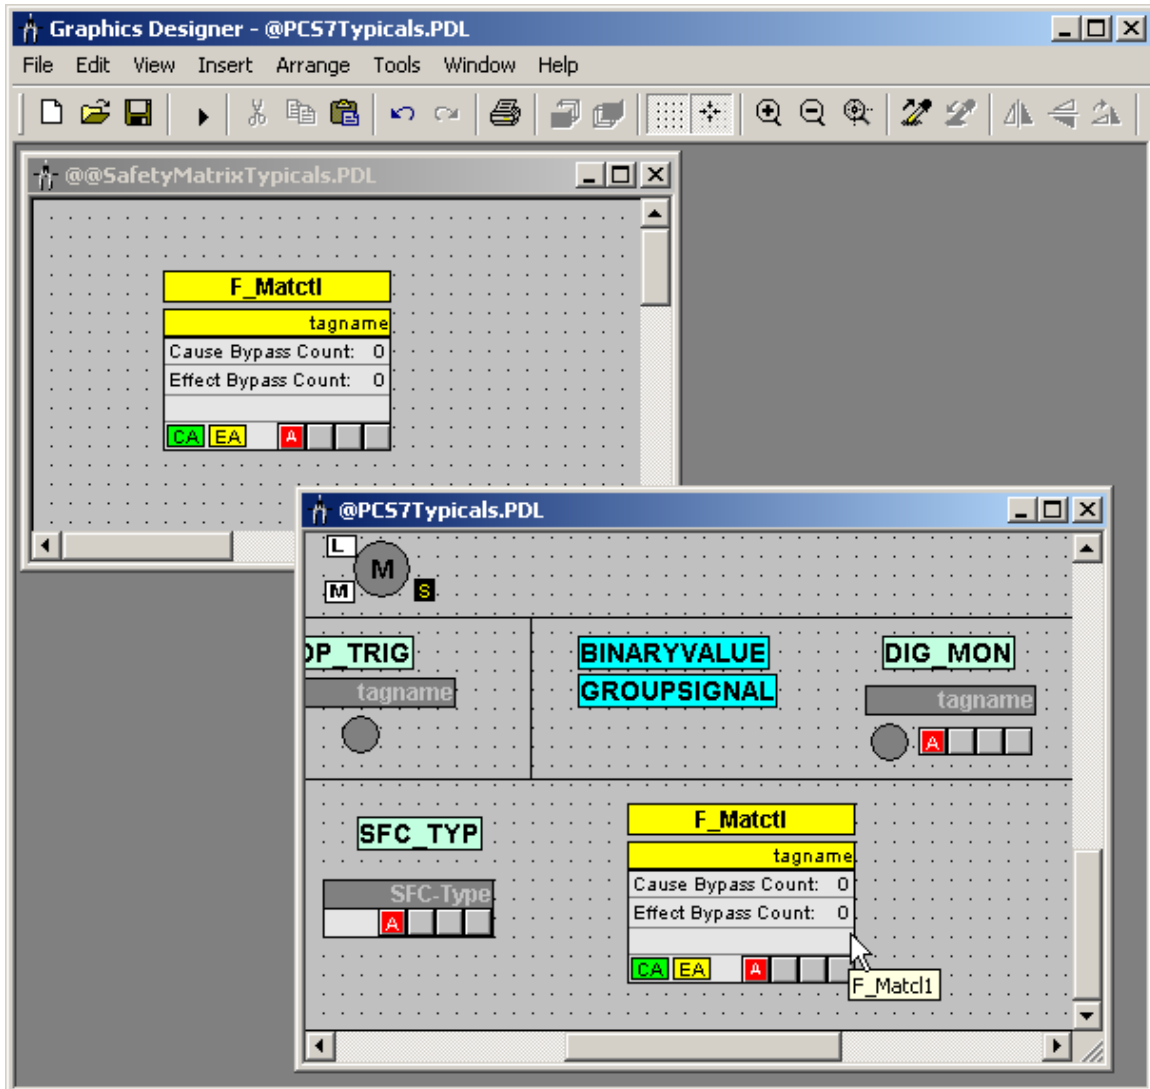 Graphics Designer - @PCS7Typicals.PDL
File Edit View Insert Arrange Tools Window Help
@@SafetyMatrixTypicals.PDL
F_Matctl
tagname
Cause Bypass Count: 0
Effect Bypass Count: 0
CA EA A
@PCS7Typicals.PDL
L
M
M S
OP_TRIG
tagname
BINARYVALUE
GROUPSIGNAL
DIG_MON
tagname
A
SFC_TYP
SFC-Type
A
F_Matctl
tagname
Cause Bypass Count: 0
Effect Bypass Count: 0
CA EA A
F_Matcl1